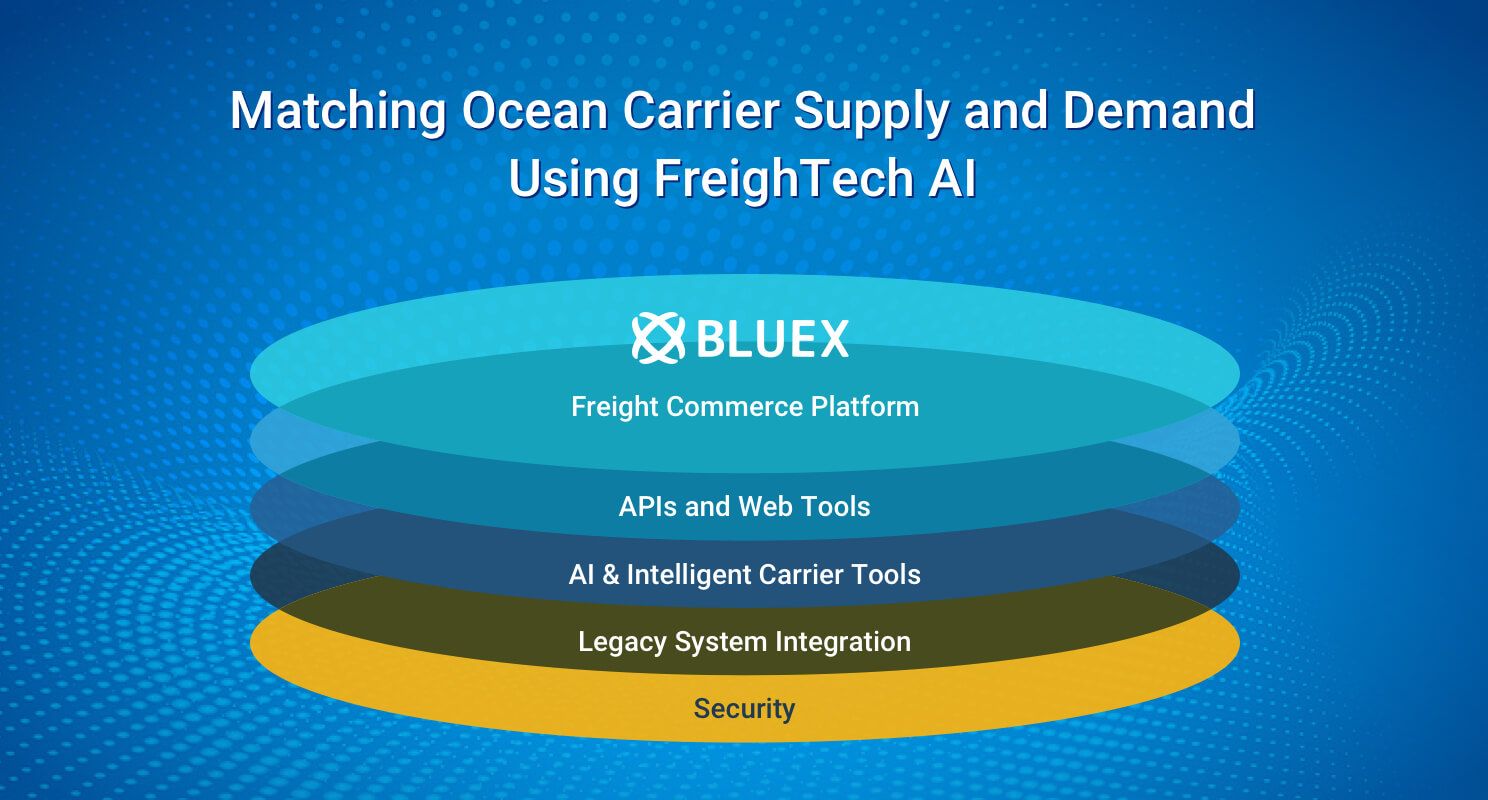 Matching Ocean Carrier Supply and Demand
Using FreighTech AI
BLUEX
Freight Commerce Platform
APIs and Web Tools
AI & Intelligent Carrier Tools
Legacy System Integration
Security